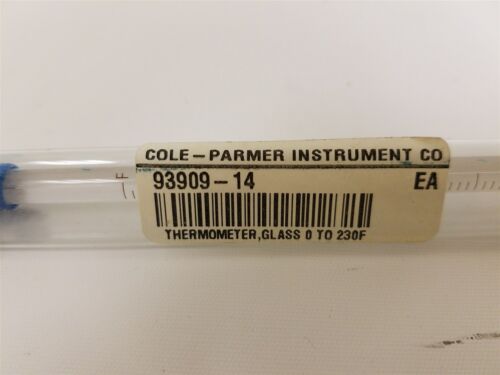 COLE-PARMER INSTRUMENT CO
93909-14 EA
THERMOMETER,GLASS 0 TO 230F
F